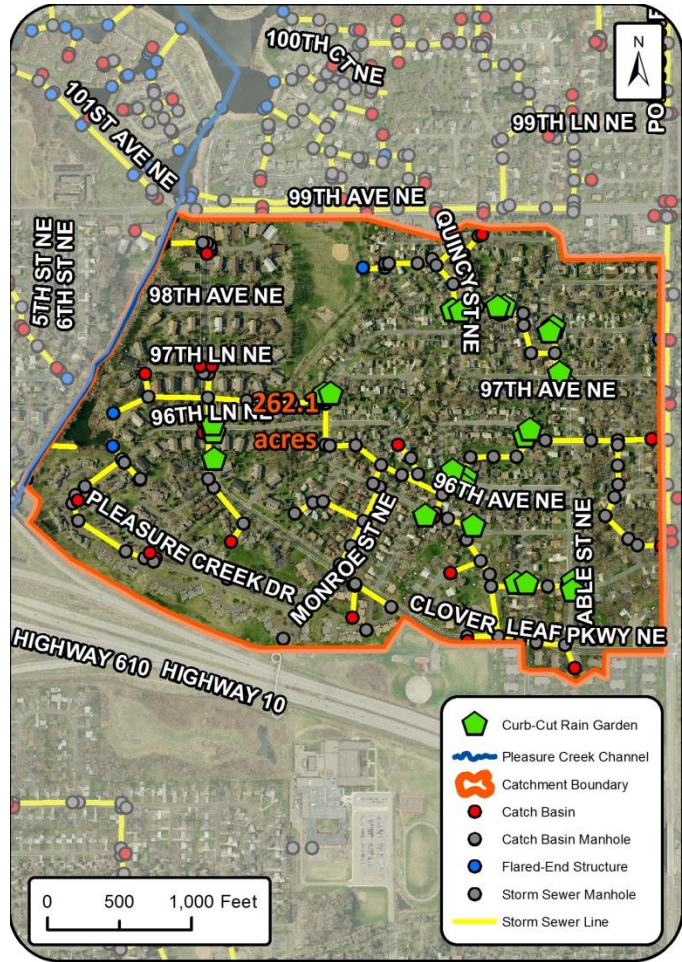 100TH CT NE
N
101ST AVE NE
99TH LN NE
99TH AVE NE
5TH ST NE
6TH ST NE
QUINCY ST NE
98TH AVE NE
97TH LN NE
97TH AVE NE
96TH LN NE
262.1
acres
96TH AVE NE
PLEASURE CREEK DR
MONROE ST NE
ABLE ST NE
CLOVER LEAF PKWY NE
HIGHWAY 610 HIGHWAY 10
Curb-Cut Rain Garden
Pleasure Creek Channel
Catchment Boundary
Catch Basin
Catch Basin Manhole
Flared-End Structure
Storm Sewer Manhole
Storm Sewer Line
0 500 1,000 Feet